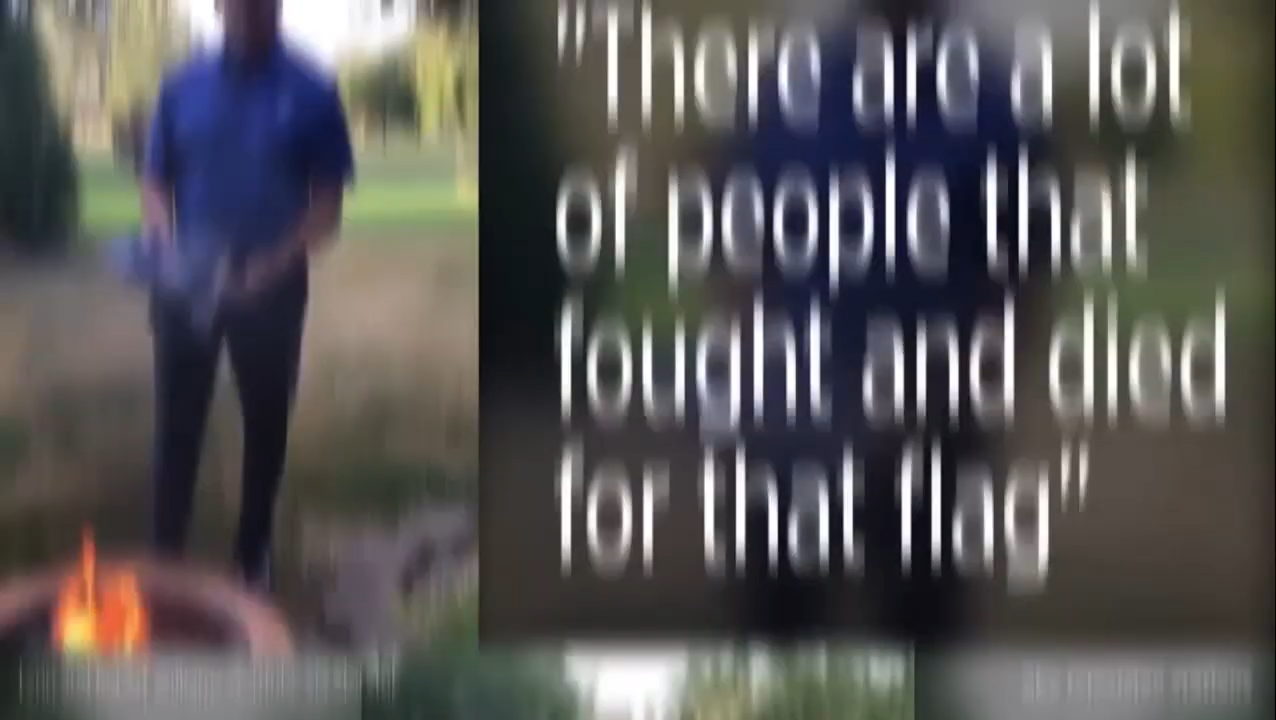 "There are a lot
of people that
fought and died
for that flag"